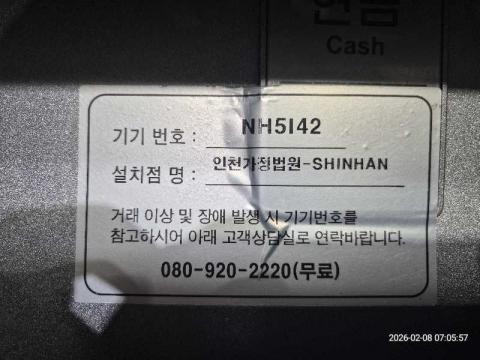 현금
Cash
기기 번호 : NH5142
설치점 명 : 인천가정법원-SHINHAN
거래 이상 및 장애 발생 시 기기번호를
참고하시어 아래 고객상담실로 연락바랍니다.
080-920-2220(무료)
2026-02-08 07:05:57